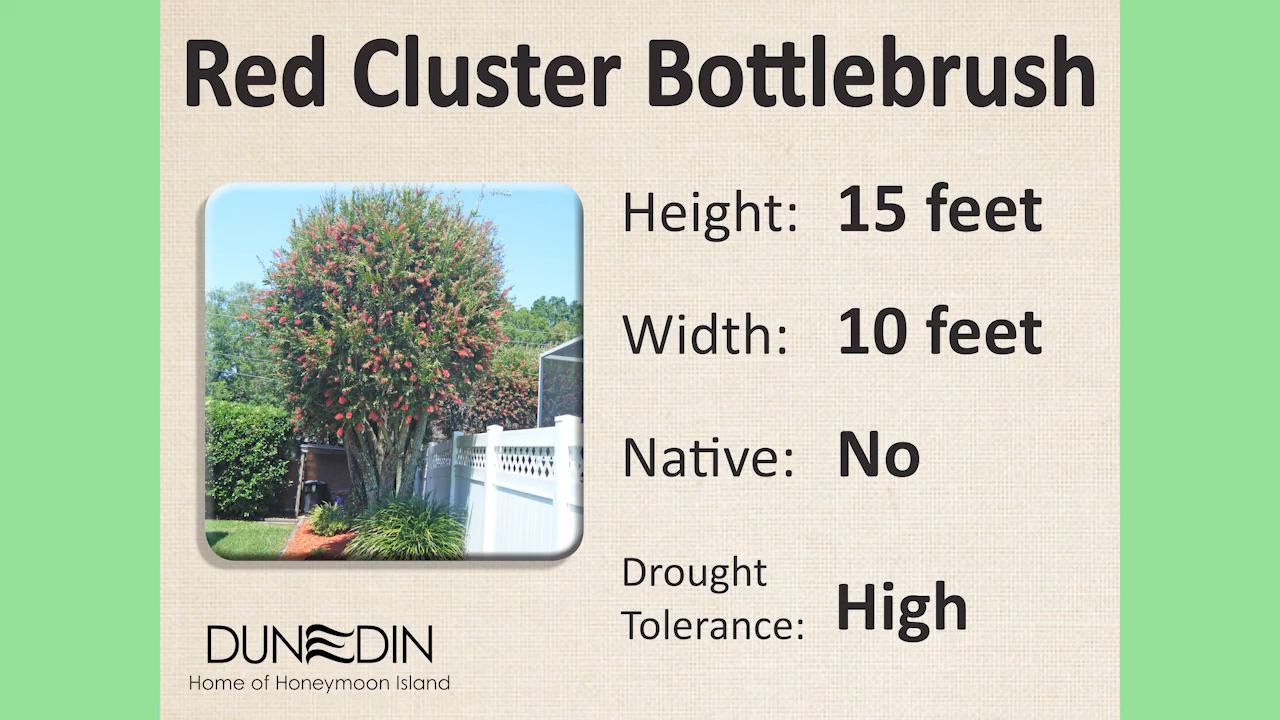 Red Cluster Bottlebrush
Height: 15 feet
Width: 10 feet
Native: No
Drought
Tolerance: High
DUNEDIN
Home of Honeymoon Island